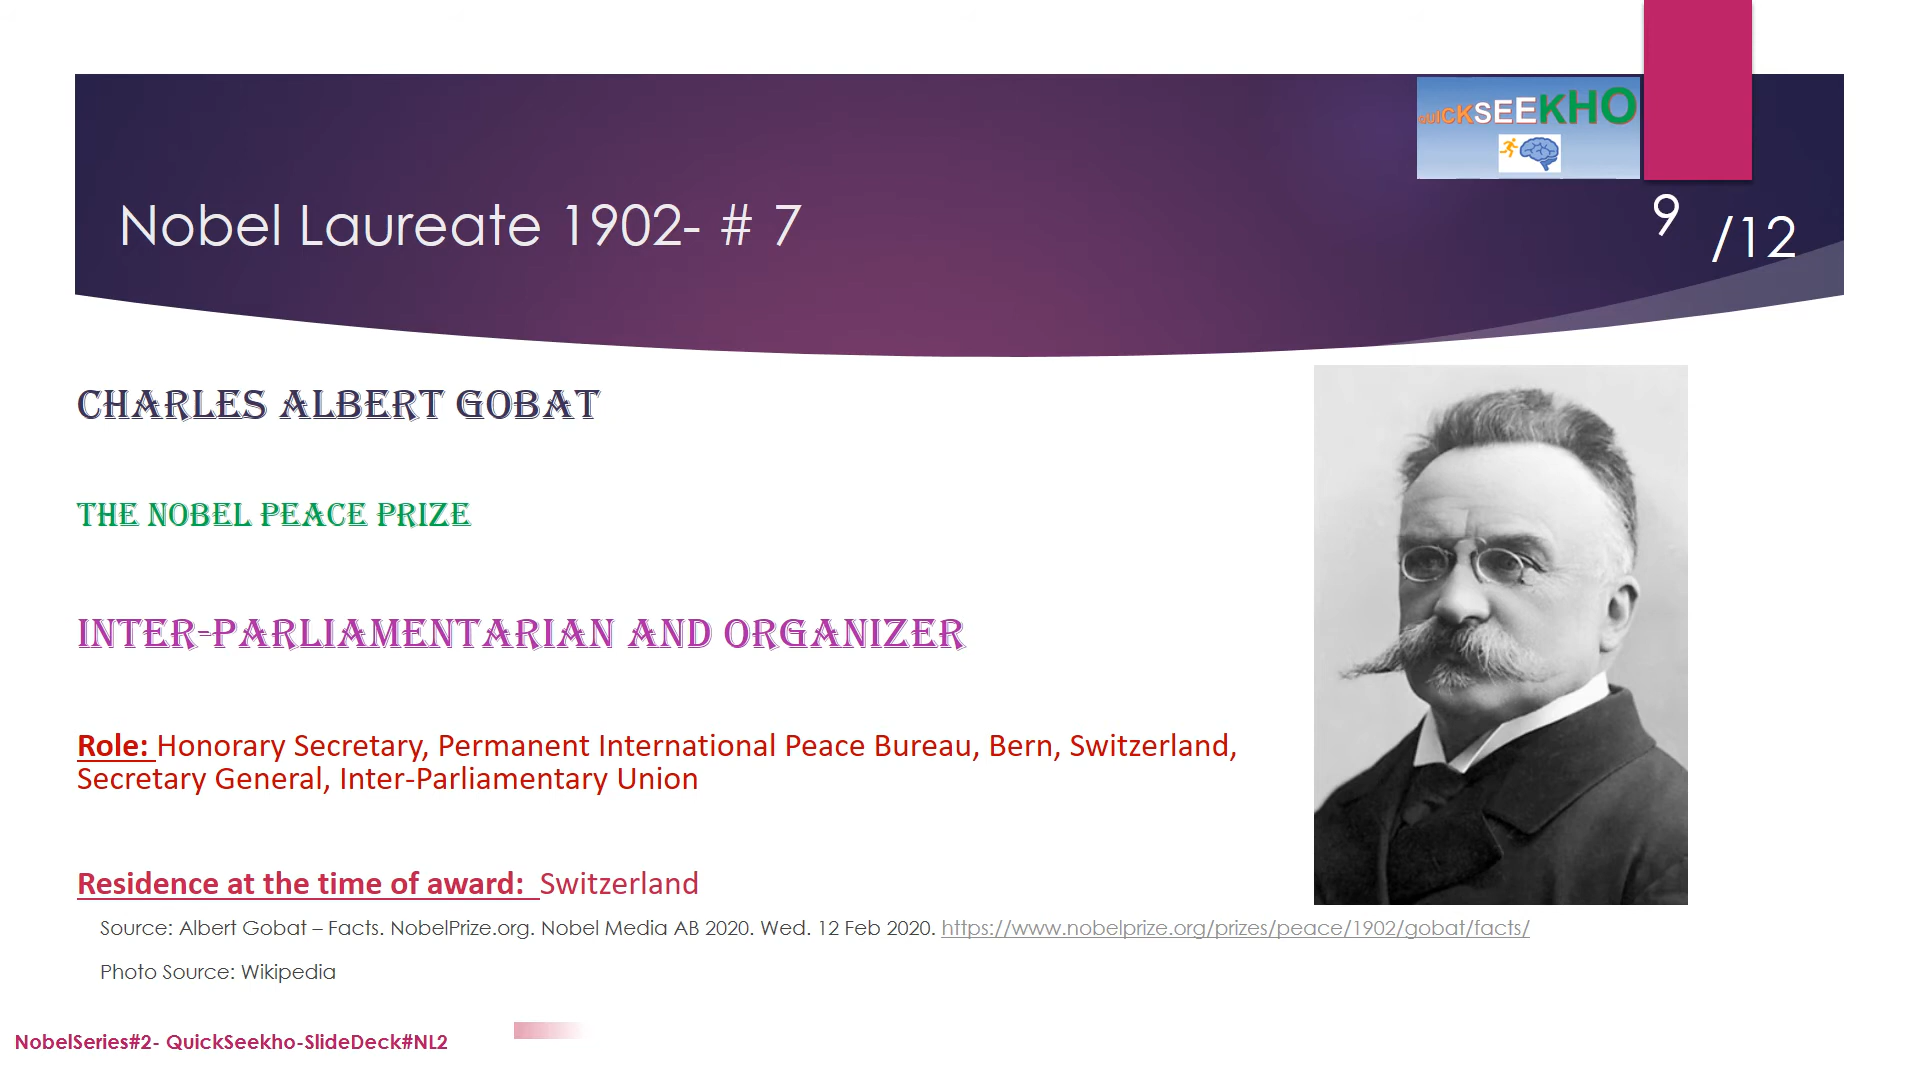 QUICKSEEKHO
Nobel Laureate 1902- # 7
9 /12
CHARLES ALBERT GOBAT
THE NOBEL PEACE PRIZE
INTER-PARLIAMENTARIAN AND ORGANIZER
Role: Honorary Secretary, Permanent International Peace Bureau, Bern, Switzerland,
Secretary General, Inter-Parliamentary Union
Residence at the time of award: Switzerland
Source: Albert Gobat – Facts. NobelPrize.org. Nobel Media AB 2020. Wed. 12 Feb 2020. https://www.nobelprize.org/prizes/peace/1902/gobat/facts/
Photo Source: Wikipedia
NobelSeries#2- QuickSeekho-SlideDeck#NL2